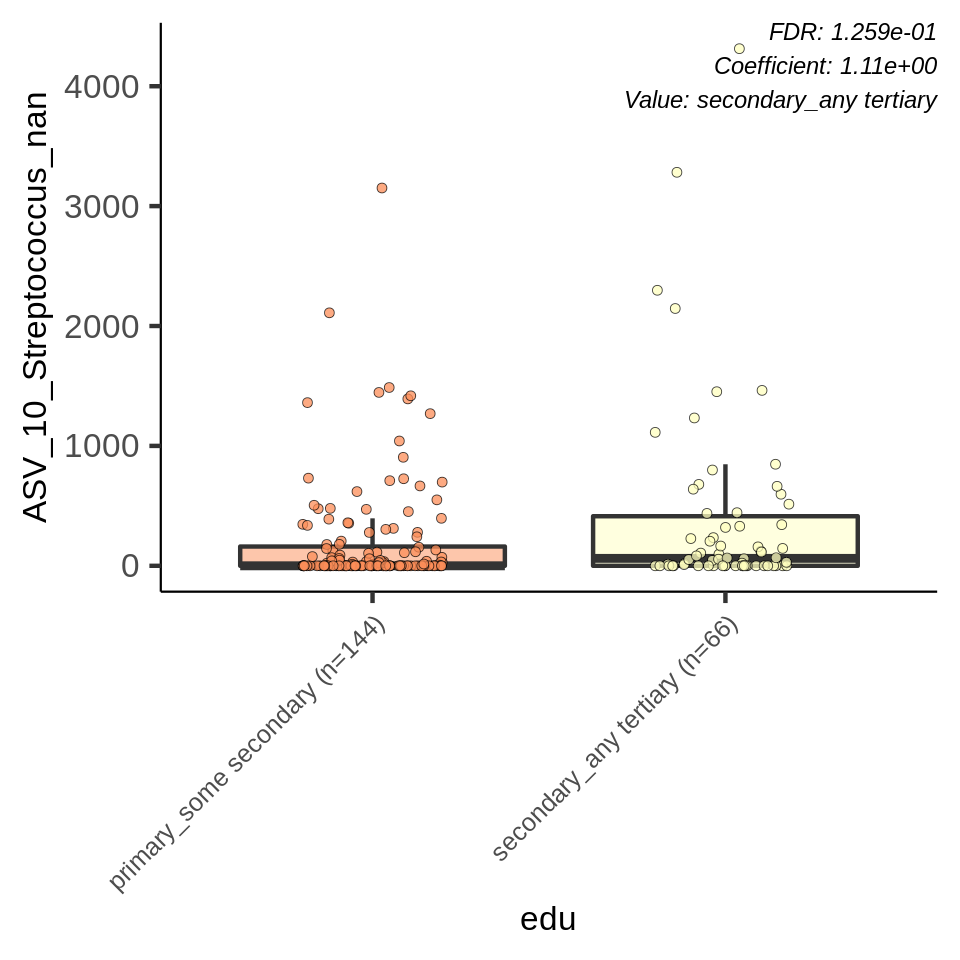 FDR: 1.259e-01
Coefficient: 1.11e+00
Value: secondary_any tertiary
ASV_10_Streptococcus_nan
4000
3000
2000
1000
0
primary_some secondary (n=144)
secondary_any tertiary (n=66)
edu